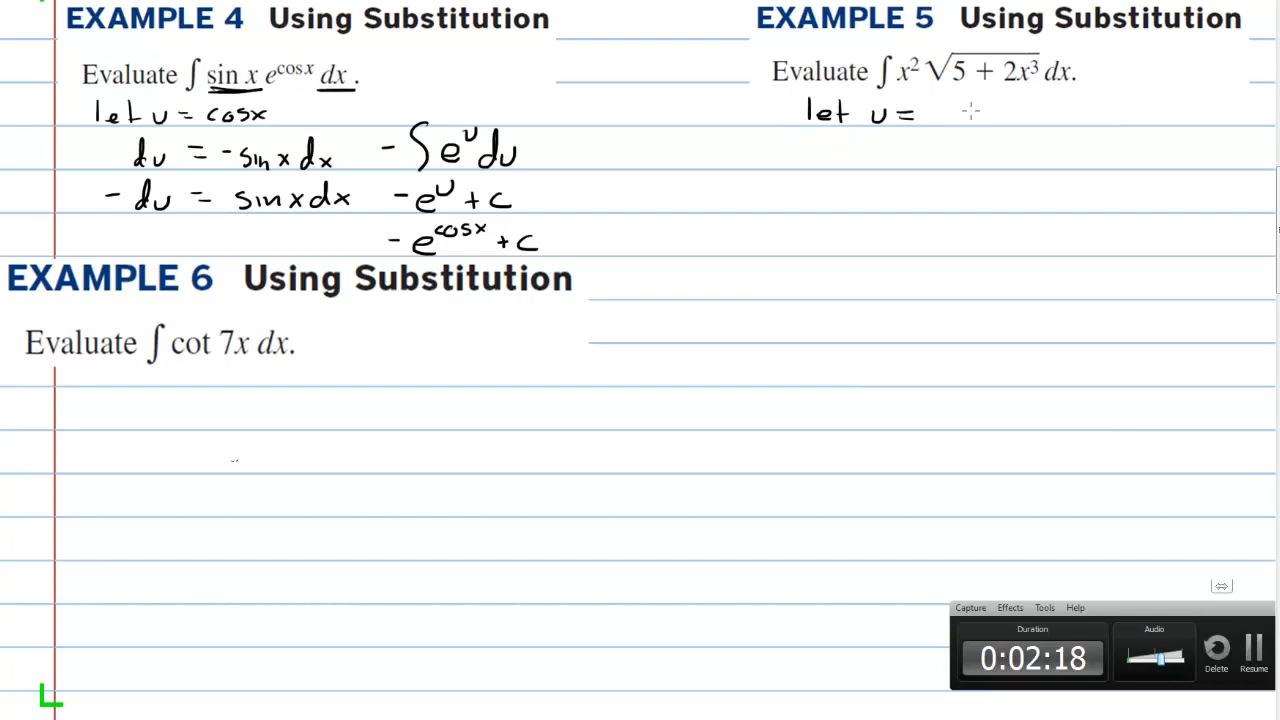 EXAMPLE 4 Using Substitution
Evaluate ∫ sin x e^{cos x} dx.
let u = cosx
du = -sin x dx
-du = sin x dx
-∫e^u du
-e^u + c
-e^{cosx} + c
EXAMPLE 5 Using Substitution
Evaluate ∫ x² √(5 + 2x³) dx.
let u =
EXAMPLE 6 Using Substitution
Evaluate ∫ cot 7x dx.
Capture Effects Tools Help
Duration
0:02:18
Audio
Delete
Resume